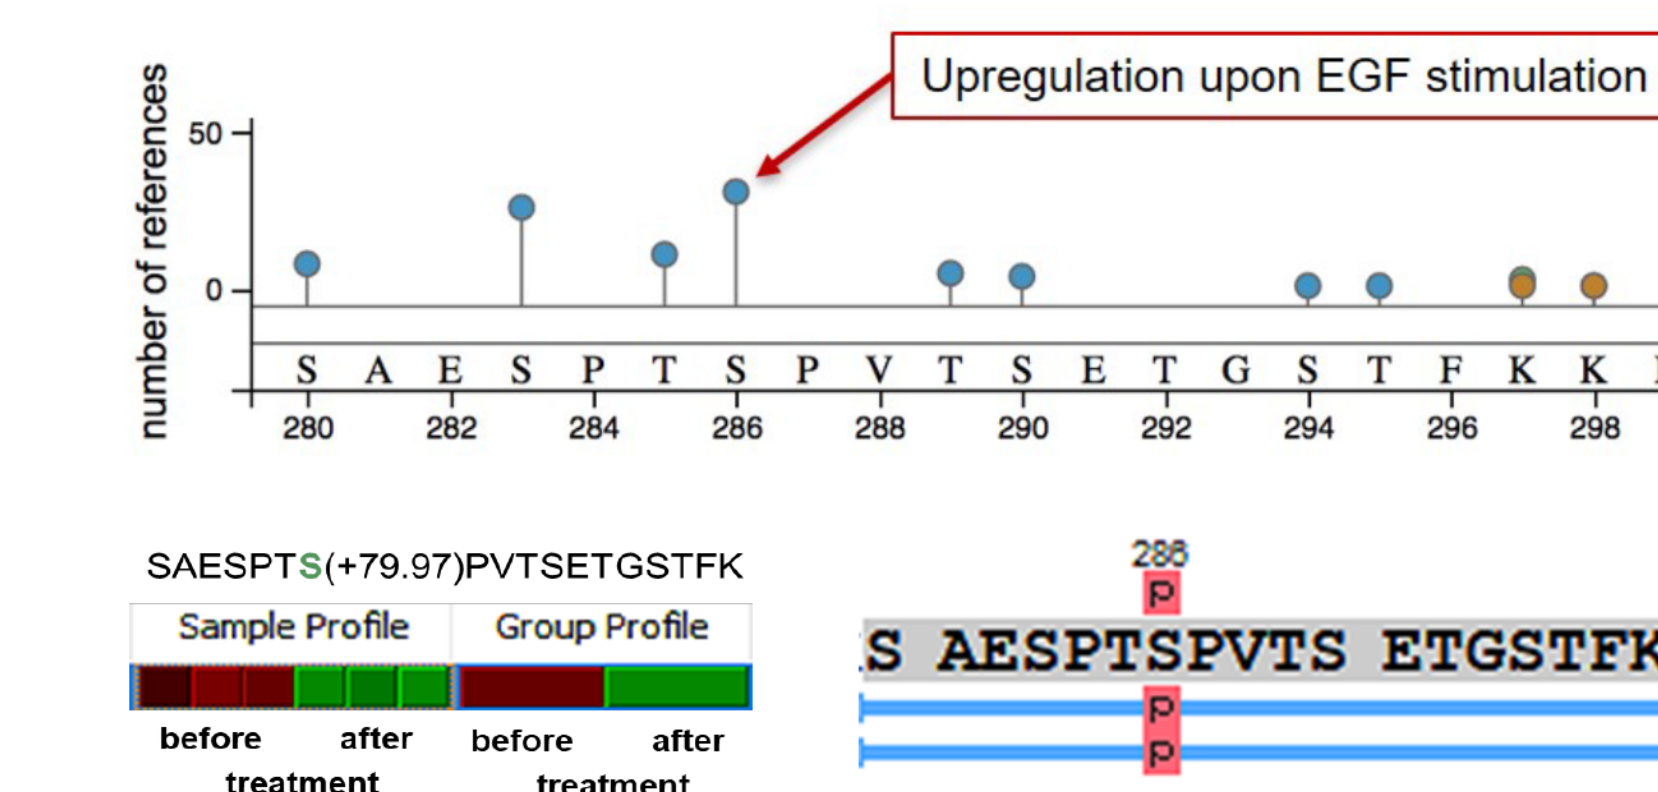 Upregulation upon EGF stimulation
number of references
50
0
S A E S P T S P V T S E T G S T F K K
280 282 284 286 288 290 292 294 296 298
SAESPTS(+79.97)PVTSETGSTFK
Sample Profile Group Profile
before after before after
treatment treatment
286
P
S AESPTSPVTS ETGSTFK
P
P